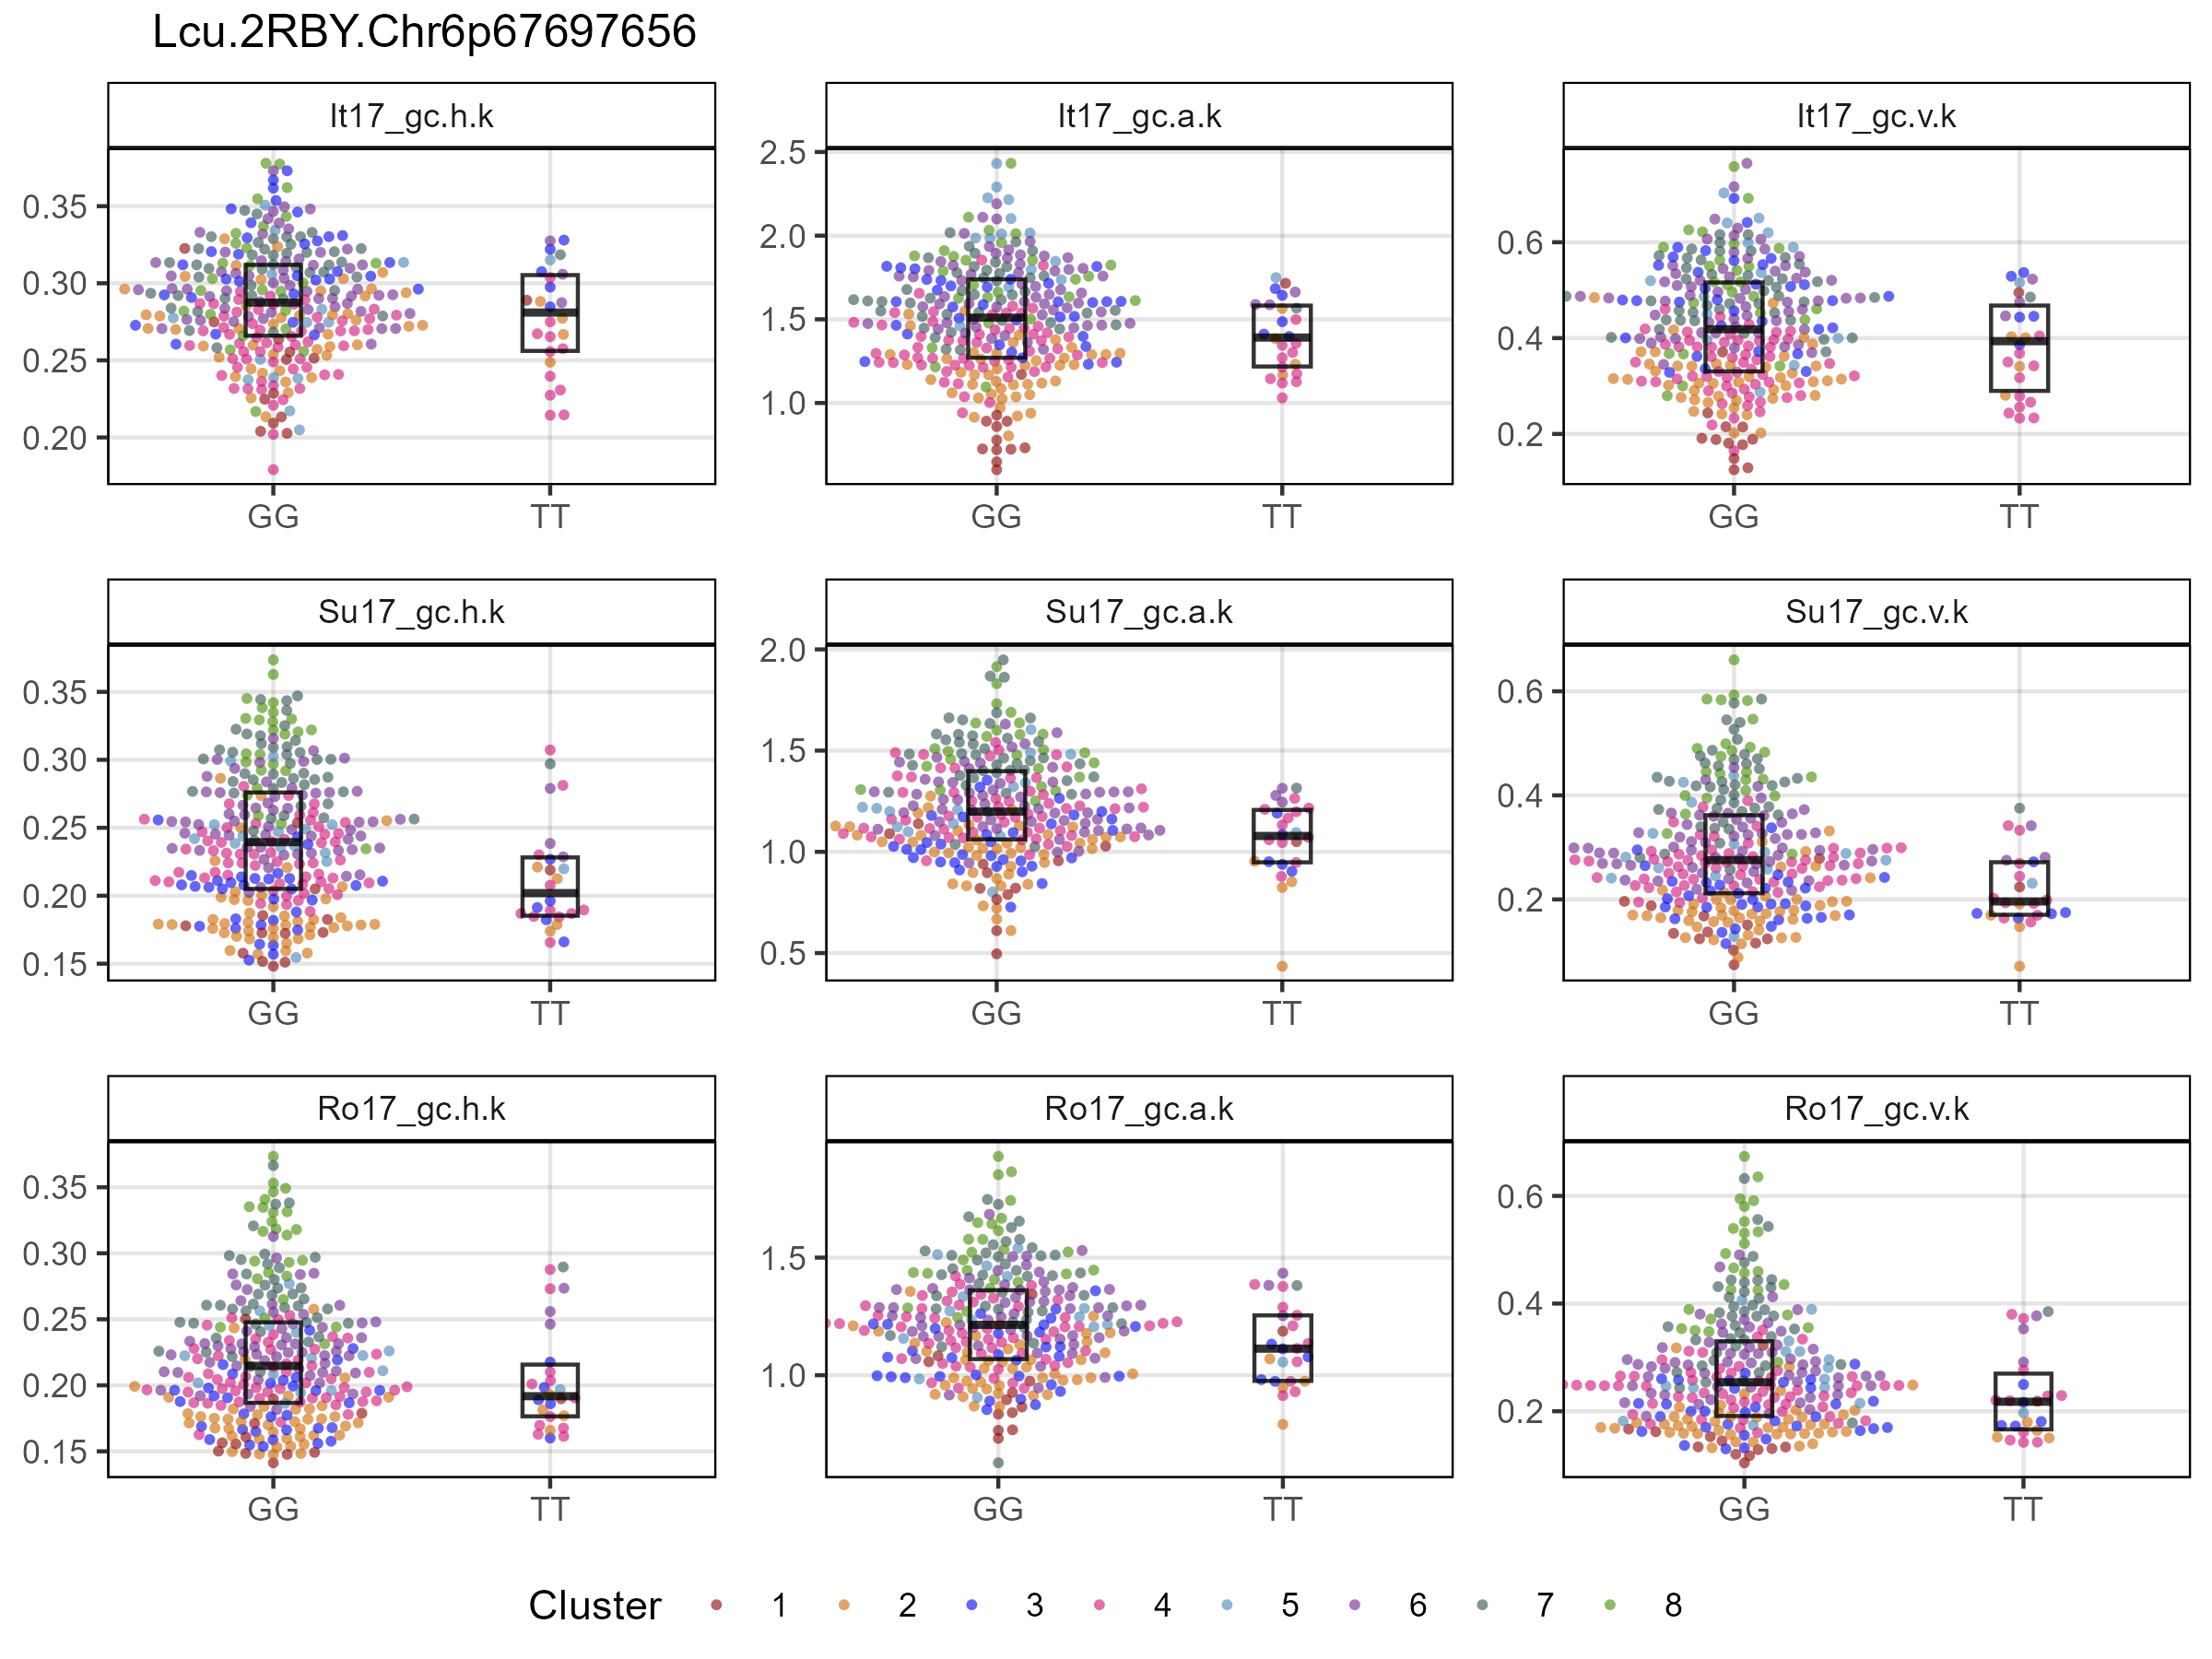 Lcu.2RBY.Chr6p67697656
It17_gc.h.k
It17_gc.a.k
It17_gc.v.k
0.35
0.30
0.25
0.20
GG
TT
2.5
2.0
1.5
1.0
GG
TT
0.6
0.4
0.2
GG
TT
Su17_gc.h.k
Su17_gc.a.k
Su17_gc.v.k
0.35
0.30
0.25
0.20
0.15
GG
TT
2.0
1.5
1.0
0.5
GG
TT
0.6
0.4
0.2
GG
TT
Ro17_gc.h.k
Ro17_gc.a.k
Ro17_gc.v.k
0.35
0.30
0.25
0.20
0.15
GG
TT
1.5
1.0
GG
TT
0.6
0.4
0.2
GG
TT
Cluster 1 2 3 4 5 6 7 8